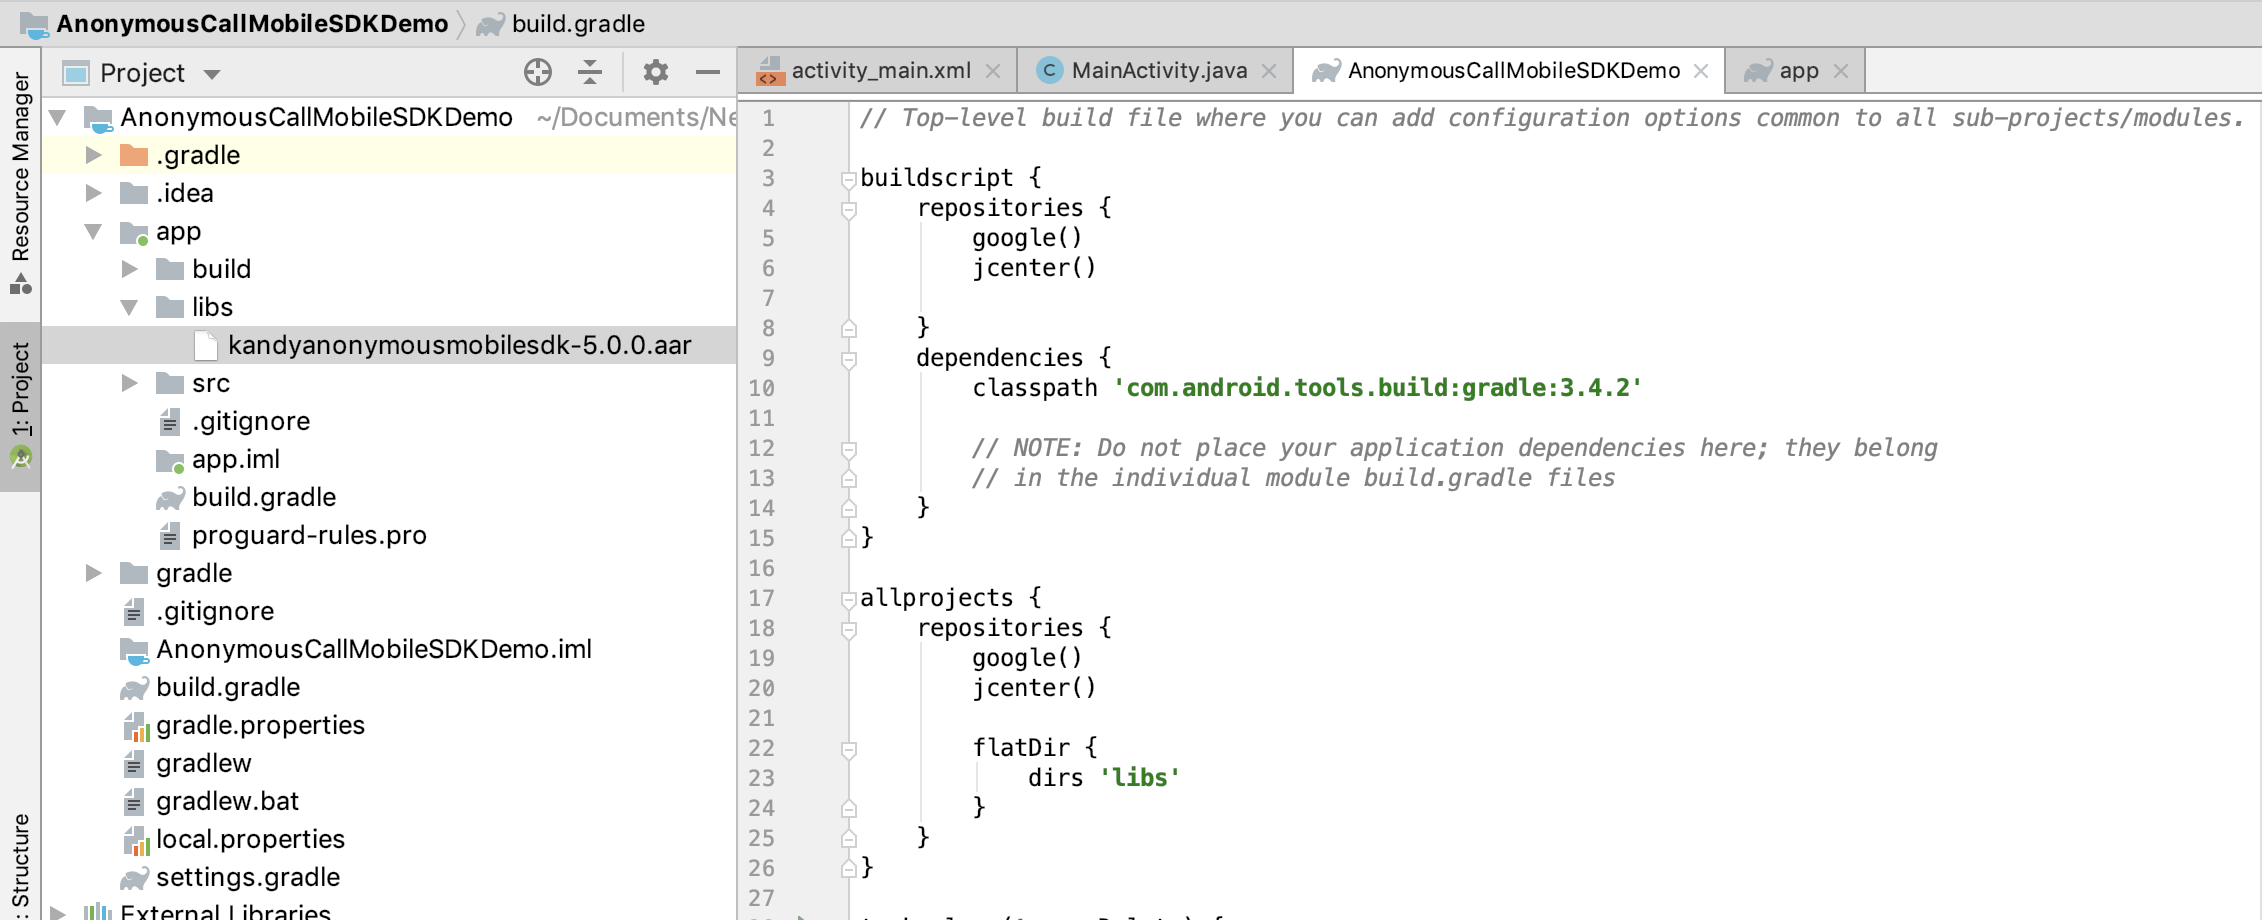 AnonymousCallMobileSDKDemo build.gradle
Resource Manager
1: Project
: Structure
Project
AnonymousCallMobileSDKDemo ~/Documents/Ne
.gradle
.idea
app
build
libs
kandyanonymousmobilesdk-5.0.0.aar
src
.gitignore
app.iml
build.gradle
proguard-rules.pro
gradle
.gitignore
AnonymousCallMobileSDKDemo.iml
build.gradle
gradle.properties
gradlew
gradlew.bat
local.properties
settings.gradle
External Libraries
activity_main.xml MainActivity.java AnonymousCallMobileSDKDemo app
1 // Top-level build file where you can add configuration options common to all sub-projects/modules.
2
3 buildscript {
4 repositories {
5 google()
6 jcenter()
7
8 }
9 dependencies {
10 classpath 'com.android.tools.build:gradle:3.4.2'
11
12 // NOTE: Do not place your application dependencies here; they belong
13 // in the individual module build.gradle files
14 }
15 }
16
17 allprojects {
18 repositories {
19 google()
20 jcenter()
21
22 flatDir {
23 dirs 'libs'
24 }
25 }
26 }
27